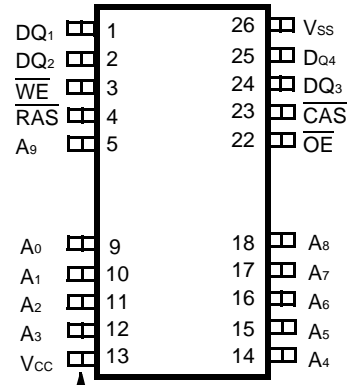 DQ1 1 26 VSS
DQ2 2 25 DQ4
WE 3 24 DQ3
RAS 4 23 CAS
A9 5 22 OE
A0 9 18 A8
A1 10 17 A7
A2 11 16 A6
A3 12 15 A5
VCC 13 14 A4